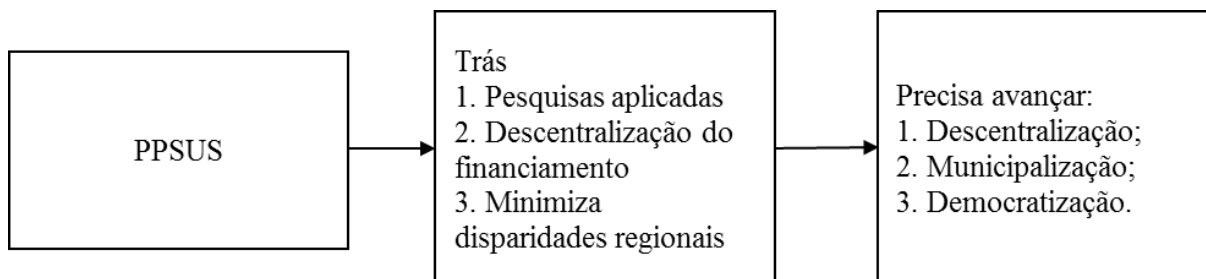 PPSUS
Trás
1. Pesquisas aplicadas
2. Descentralização do
financiamento
3. Minimiza
disparidades regionais
Precisa avançar:
1. Descentralização;
2. Municipalização;
3. Democratização.